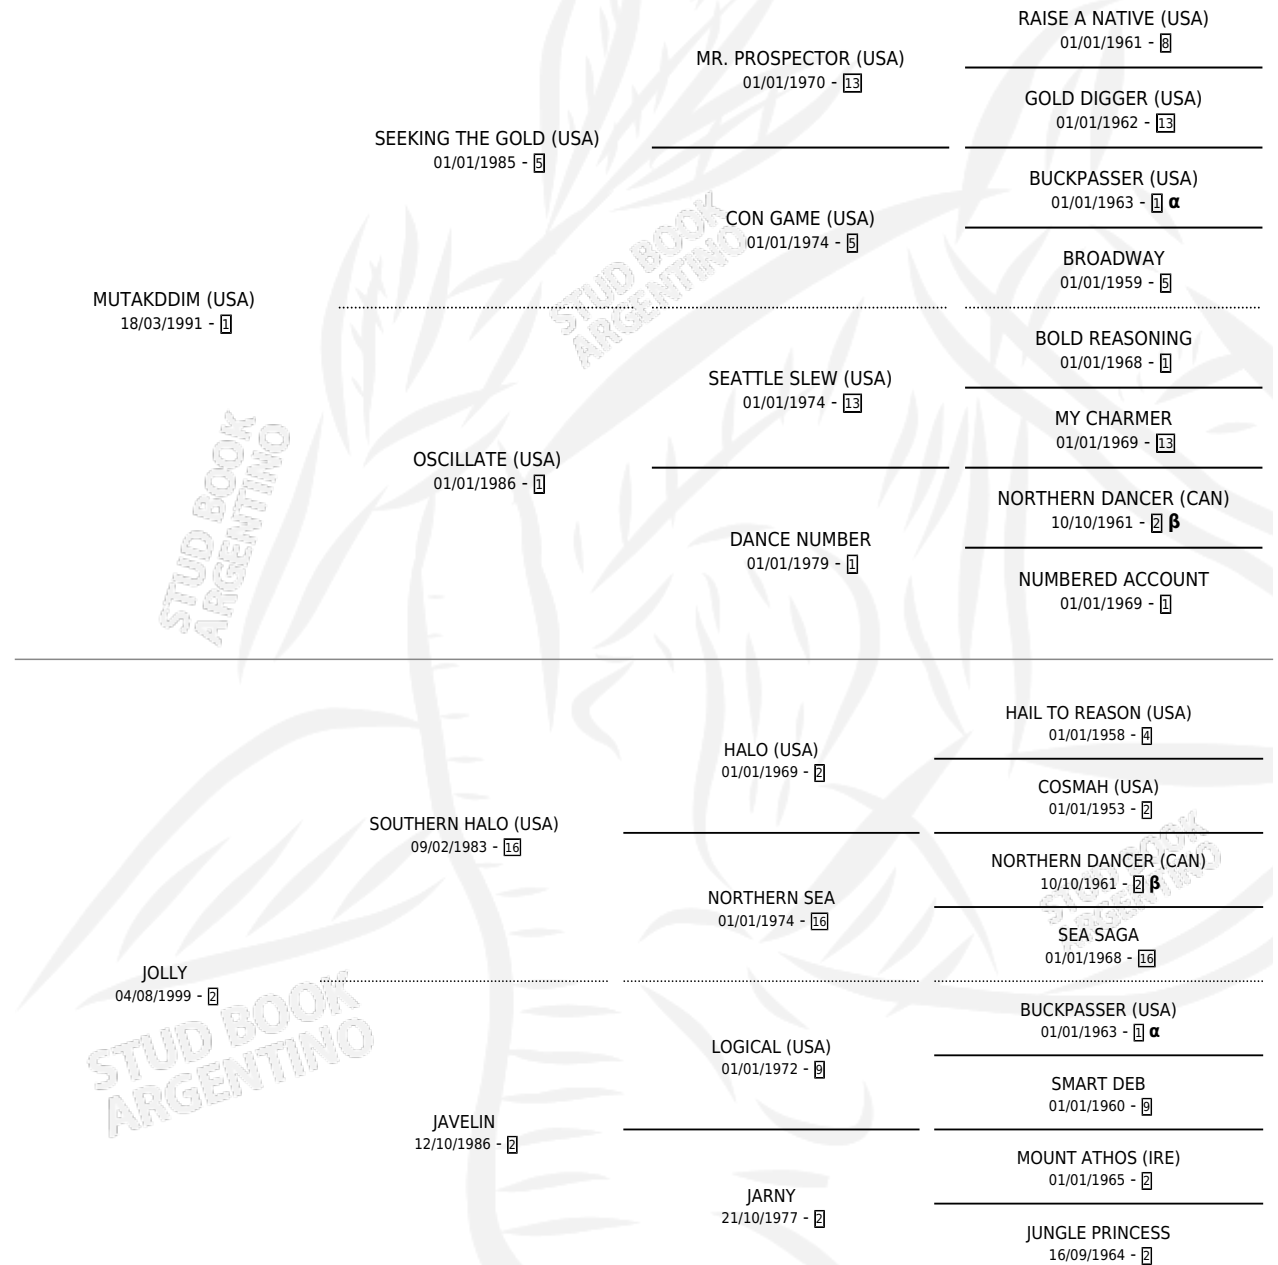 RAISE A NATIVE (USA)
01/01/1961 - 8
MR. PROSPECTOR (USA)
01/01/1970 - 13
GOLD DIGGER (USA)
01/01/1962 - 13
SEEKING THE GOLD (USA)
01/01/1985 - 5
BUCKPASSER (USA)
01/01/1963 - 1 α
CON GAME (USA)
01/01/1974 - 5
BROADWAY
01/01/1959 - 5
MUTAKDDIM (USA)
18/03/1991 - 1
BOLD REASONING
01/01/1968 - 1
SEATTLE SLEW (USA)
01/01/1974 - 13
MY CHARMER
01/01/1969 - 13
OSCILLATE (USA)
01/01/1986 - 1
NORTHERN DANCER (CAN)
10/10/1961 - 2 β
DANCE NUMBER
01/01/1979 - 1
NUMBERED ACCOUNT
01/01/1969 - 1
HAIL TO REASON (USA)
01/01/1958 - 4
HALO (USA)
01/01/1969 - 2
COSMAH (USA)
01/01/1953 - 2
SOUTHERN HALO (USA)
09/02/1983 - 16
NORTHERN DANCER (CAN)
10/10/1961 - 2 β
NORTHERN SEA
01/01/1974 - 16
SEA SAGA
01/01/1968 - 16
JOLLY
04/08/1999 - 2
BUCKPASSER (USA)
01/01/1963 - 1 α
LOGICAL (USA)
01/01/1972 - 9
SMART DEB
01/01/1960 - 9
JAVELIN
12/10/1986 - 2
MOUNT ATHOS (IRE)
01/01/1965 - 2
JARNY
21/10/1977 - 2
JUNGLE PRINCESS
16/09/1964 - 2
STUD BOOK
ARGENTINO
STUD BOOK
ARGENTINO
STUD BOOK
ARGENTINO
STUD BOOK
ARGENTINO